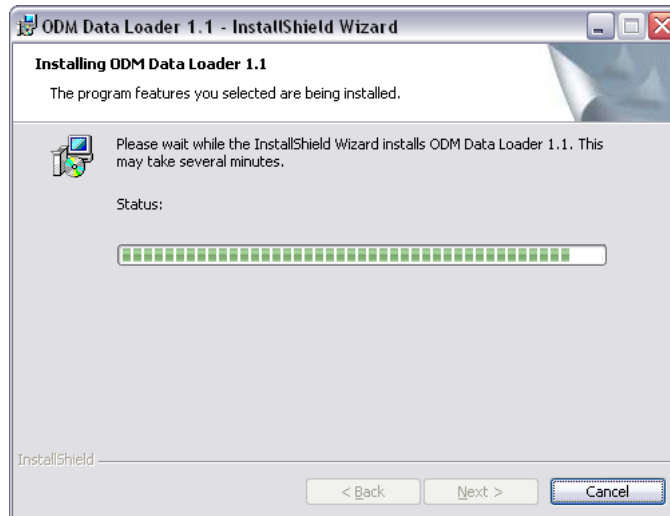 ODM Data Loader 1.1 - InstallShield Wizard
Installing ODM Data Loader 1.1
The program features you selected are being installed.
Please wait while the InstallShield Wizard installs ODM Data Loader 1.1. This
may take several minutes.
Status:
InstallShield
< Back Next > Cancel